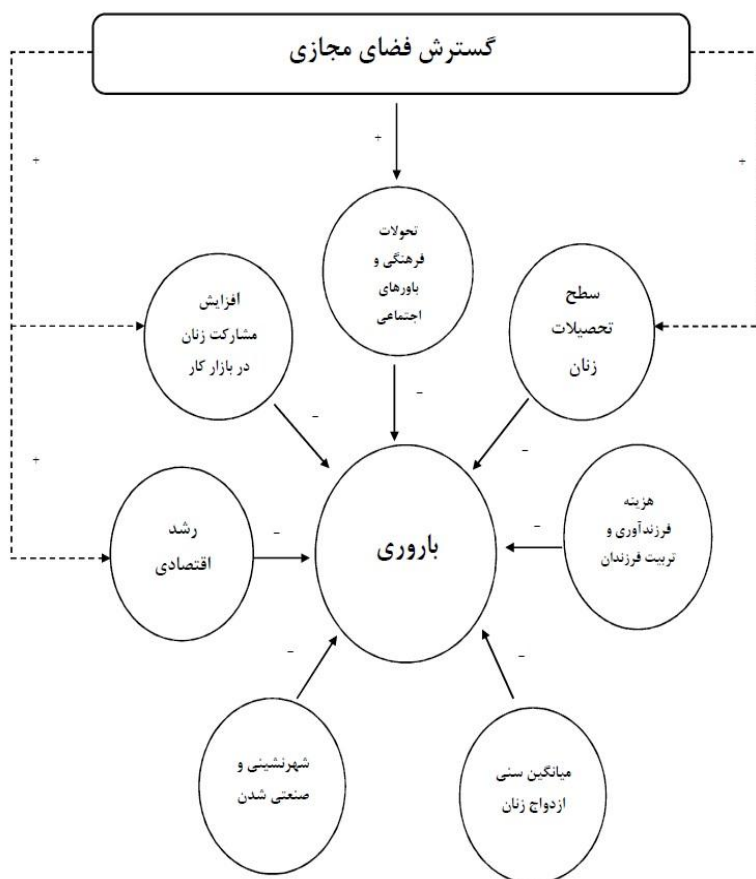 گسترش فضای مجازی
+
+
+
تحولات
فرهنگی و
باورهای
اجتماعی
سطح
تحصیلات
زنان
افزایش
مشارکت زنان
در بازار کار
-
-
-
+
هزینه
فرزندآوری و
تربیت فرزندان
باروری
رشد
اقتصادی
-
-
-
-
میانگین سنی
ازدواج زنان
شهرنشینی و
صنعتی شدن